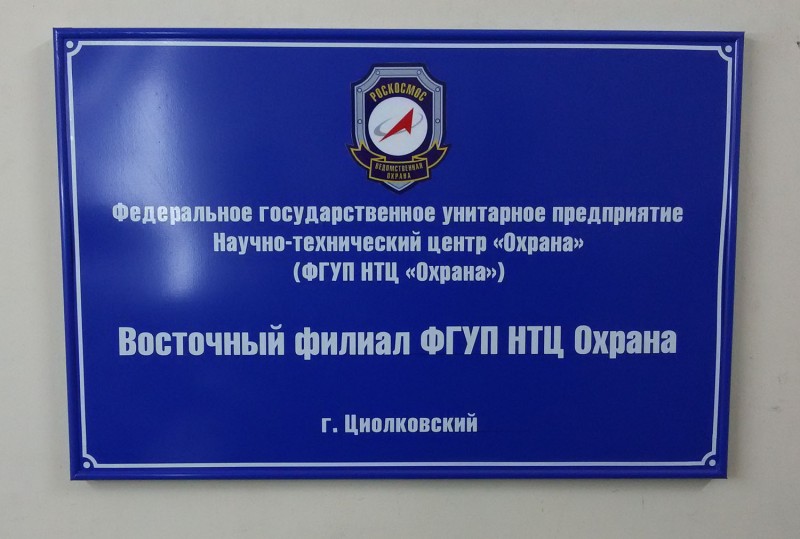 РОСКОСМОС
ВЕДОМСТВЕННАЯ
ОХРАНА
Федеральное государственное унитарное предприятие
Научно-технический центр «Охрана»
(ФГУП НТЦ «Охрана»)
Восточный филиал ФГУП НТЦ Охрана
г. Циолковский